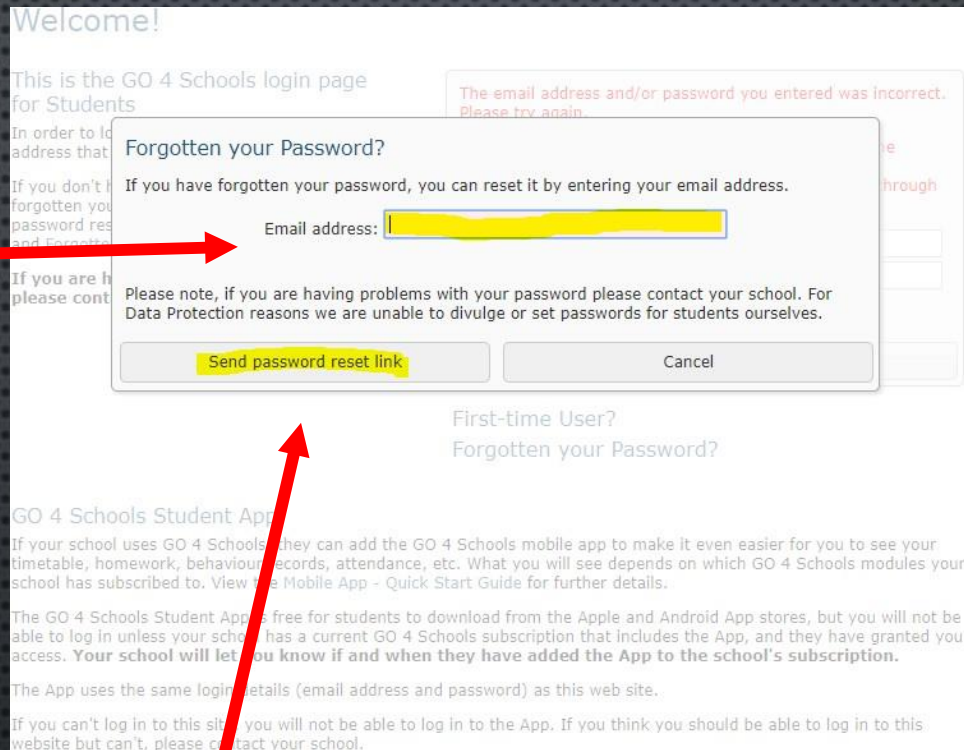 Welcome!
This is the GO 4 Schools login page
for Students
The email address and/or password you entered was incorrect.
Please try again.
In order to lo
address that
e
If you don't h
through
forgotten you
password res
and Forgotte
If you are h
please cont
Forgotten your Password?
If you have forgotten your password, you can reset it by entering your email address.
Email address:
Please note, if you are having problems with your password please contact your school. For
Data Protection reasons we are unable to divulge or set passwords for students ourselves.
Send password reset link
Cancel
First-time User?
Forgotten your Password?
GO 4 Schools Student App
If your school uses GO 4 Schools, they can add the GO 4 Schools mobile app to make it even easier for you to see your
timetable, homework, behaviour records, attendance, etc. What you will see depends on which GO 4 Schools modules your
school has subscribed to. View the Mobile App - Quick Start Guide for further details.
The GO 4 Schools Student App is free for students to download from the Apple and Android App stores, but you will not be
able to log in unless your school has a current GO 4 Schools subscription that includes the App, and they have granted you
access. Your school will let you know if and when they have added the App to the school's subscription.
The App uses the same login details (email address and password) as this web site.
If you can't log in to this site you will not be able to log in to the App. If you think you should be able to log in to this
website but can't, please contact your school.